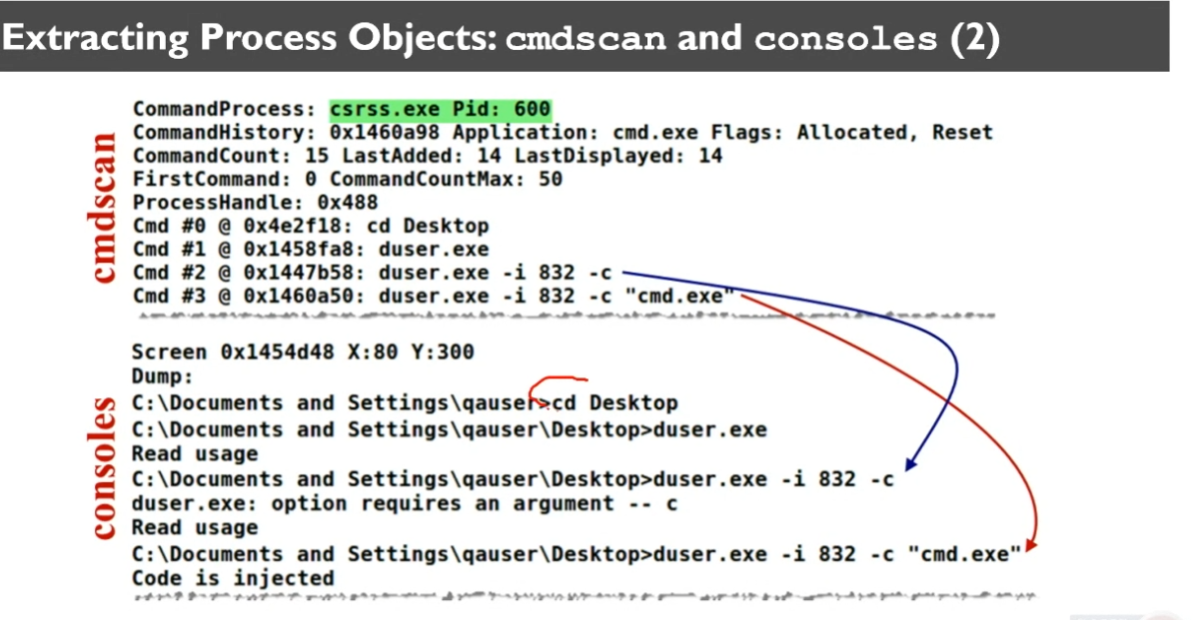 Extracting Process Objects: cmdscan and consoles (2)
cmdscan
CommandProcess: csrss.exe Pid: 600
CommandHistory: 0x1460a98 Application: cmd.exe Flags: Allocated, Reset
CommandCount: 15 LastAdded: 14 LastDisplayed: 14
FirstCommand: 0 CommandCountMax: 50
ProcessHandle: 0x488
Cmd #0 @ 0x4e2f18: cd Desktop
Cmd #1 @ 0x1458fa8: duser.exe
Cmd #2 @ 0x1447b58: duser.exe -i 832 -c
Cmd #3 @ 0x1460a50: duser.exe -i 832 -c "cmd.exe"
consoles
Screen 0x1454d48 X:80 Y:300
Dump:
C:\Documents and Settings\qauser>cd Desktop
C:\Documents and Settings\qauser\Desktop>duser.exe
Read usage
C:\Documents and Settings\qauser\Desktop>duser.exe -i 832 -c
duser.exe: option requires an argument -- c
Read usage
C:\Documents and Settings\qauser\Desktop>duser.exe -i 832 -c "cmd.exe"
Code is injected